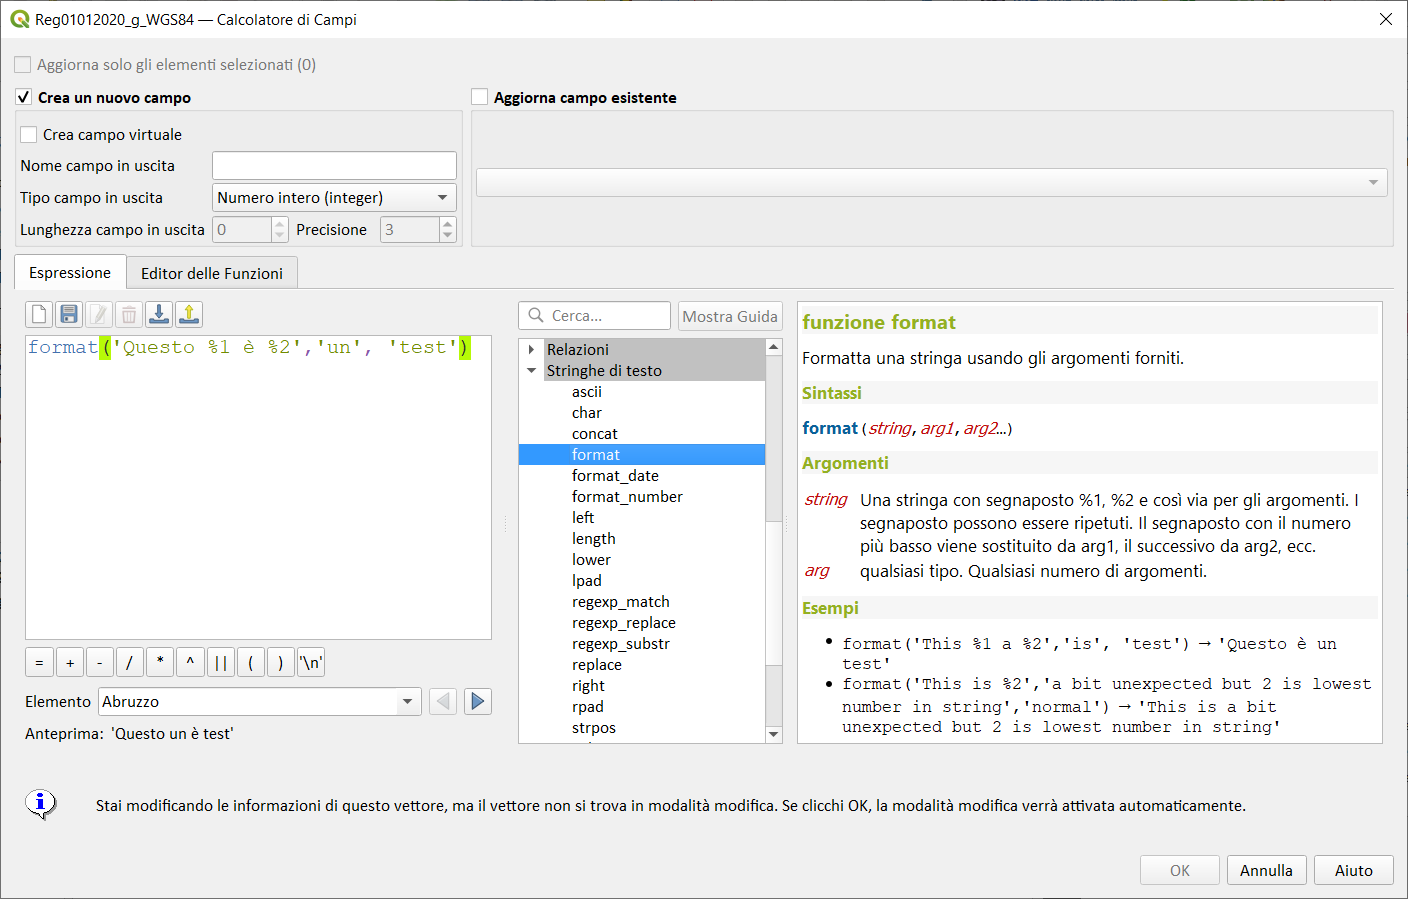 Reg01012020_g_WGS84 — Calcolatore di Campi
Aggiorna solo gli elementi selezionati (0)
Crea un nuovo campo
Aggiorna campo esistente
Crea campo virtuale
Nome campo in uscita
Tipo campo in uscita
Numero intero (integer)
Lunghezza campo in uscita
0
Precisione
3
Espressione
Editor delle Funzioni
format('Questo %1 è %2','un', 'test')
=
+
-
/
*
^
||
(
)
'\n'
Elemento
Abruzzo
Anteprima: 'Questo un è test'
Cerca...
Mostra Guida
Relazioni
Stringhe di testo
ascii
char
concat
format
format_date
format_number
left
length
lower
lpad
regexp_match
regexp_replace
regexp_substr
replace
right
rpad
strpos
funzione format
Formatta una stringa usando gli argomenti forniti.
Sintassi
format(string, arg1, arg2…)
Argomenti
string
Una stringa con segnaposto %1, %2 e così via per gli argomenti. I
segnaposto possono essere ripetuti. Il segnaposto con il numero
più basso viene sostituito da arg1, il successivo da arg2, ecc.
arg
qualsiasi tipo. Qualsiasi numero di argomenti.
Esempi
• format('This %1 a %2','is', 'test') → 'Questo è un
test'
• format('This is %2','a bit unexpected but 2 is lowest
number in string','normal') → 'This is a bit
unexpected but 2 is lowest number in string'
Stai modificando le informazioni di questo vettore, ma il vettore non si trova in modalità modifica. Se clicchi OK, la modalità modifica verrà attivata automaticamente.
OK
Annulla
Aiuto